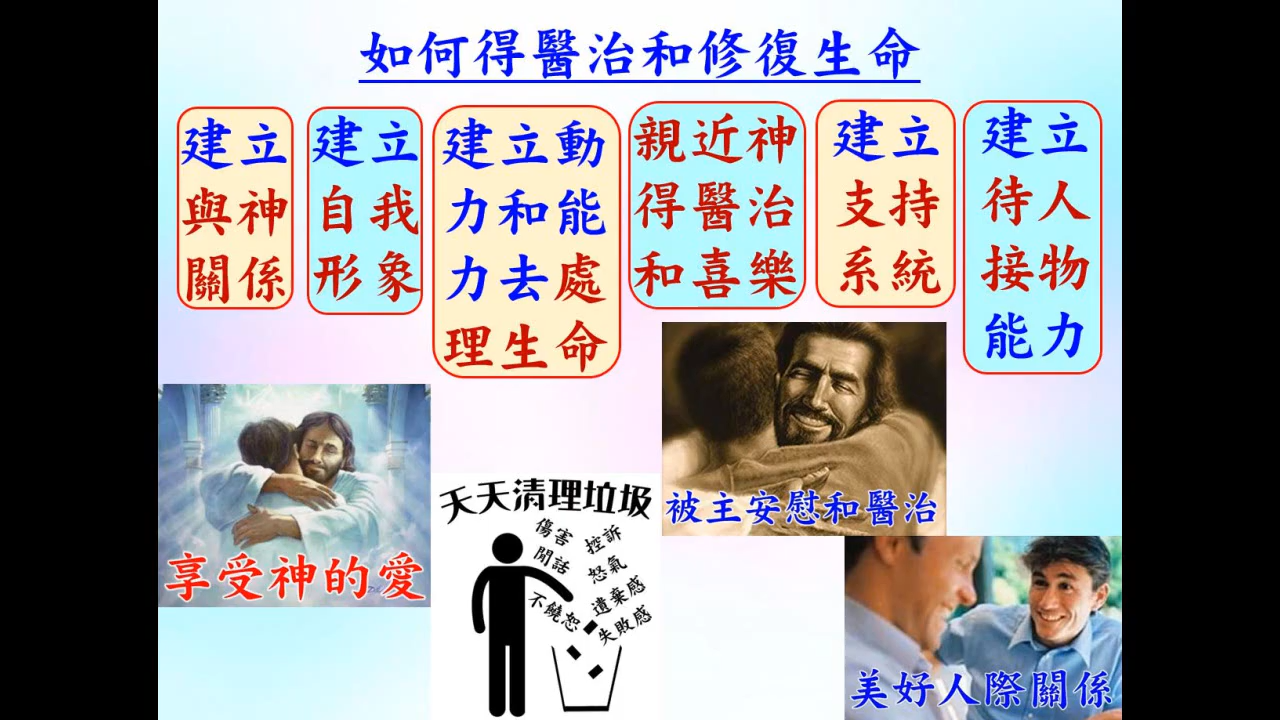 如何得醫治和修復生命
建立
與神
關係
建立
自我
形象
建立動
力和能
力去處
理生命
親近神
得醫治
和喜樂
建立
支持
系統
建立
待人
接物
能力
享受神的愛
天天清理垃圾
傷害
控訴
閒話
怒氣
不饒恕
遺棄感
失敗感
被主安慰和醫治
美好人際關係